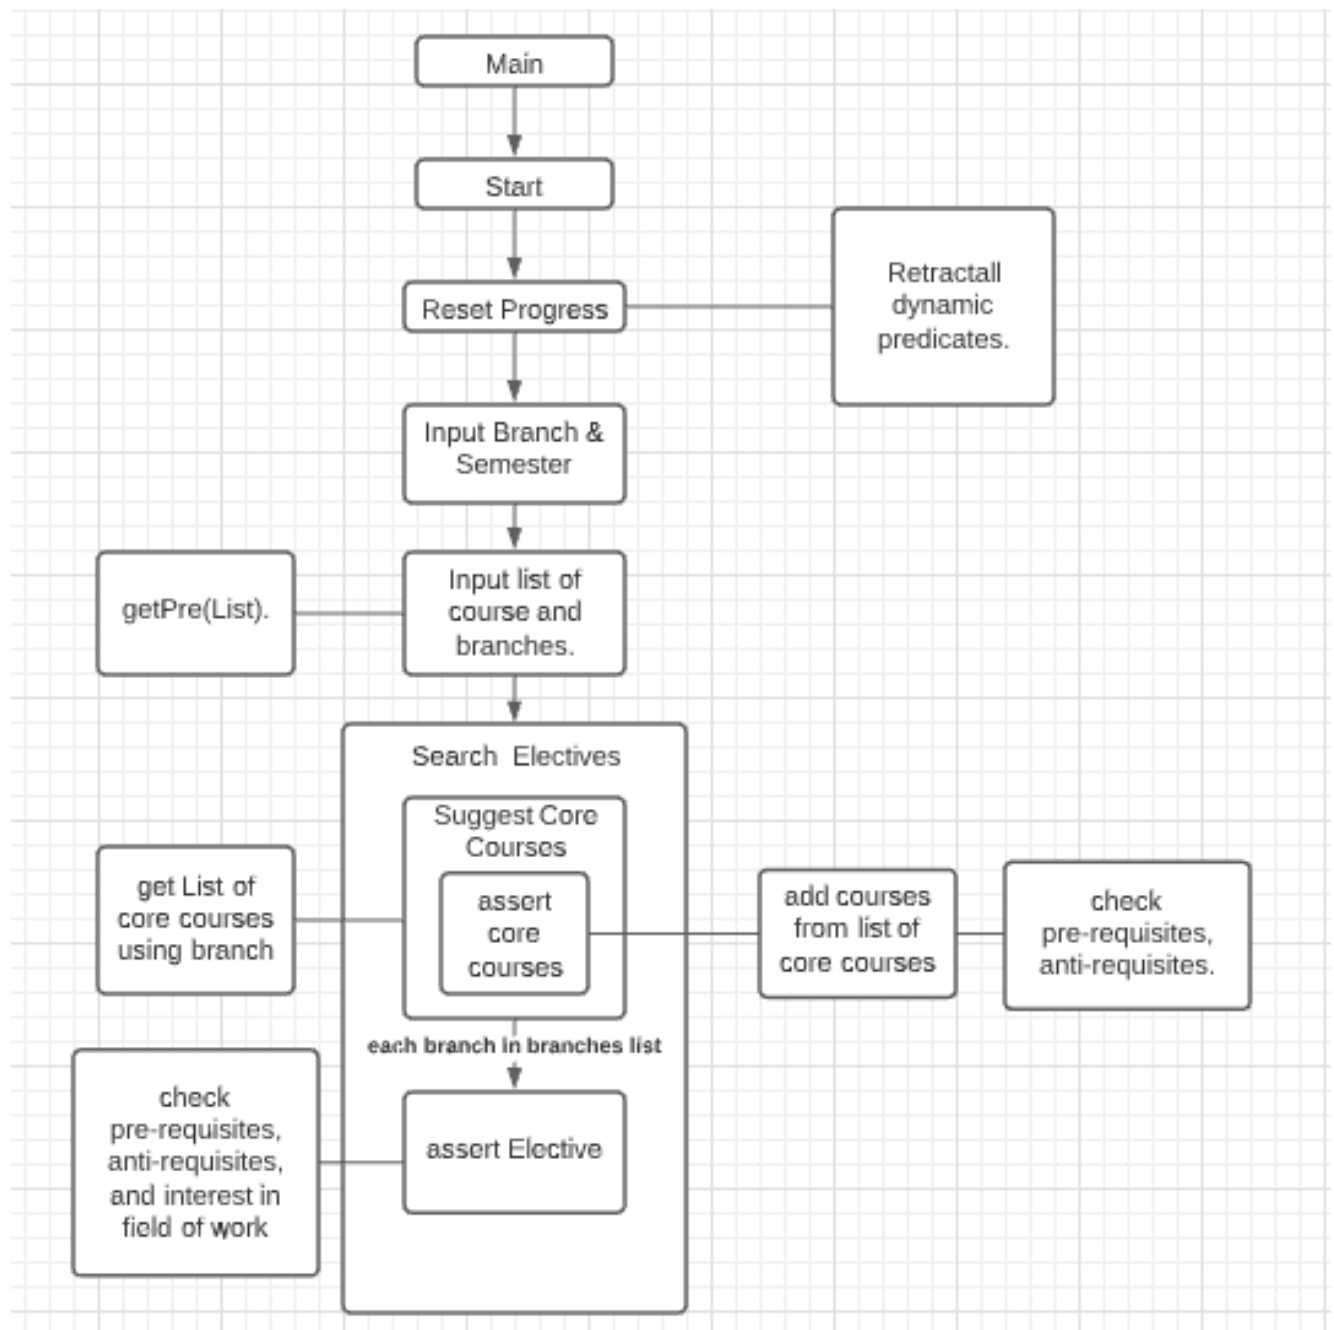 Main
Start
Reset Progress
Retractall
dynamic
predicates.
Input Branch &
Semester
getPre(List).
Input list of
course and
branches.
Search Electives
Suggest Core
Courses
get List of
core courses
using branch
assert
core
courses
add courses
from list of
core courses
check
pre-requisites,
anti-requisites.
each branch in branches list
check
pre-requisites,
anti-requisites,
and interest in
field of work
assert Elective